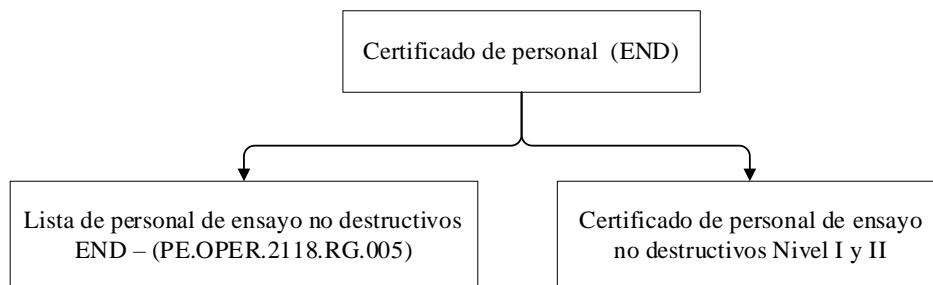 Certificado de personal (END)
Lista de personal de ensayo no destructivos
END – (PE.OPER.2118.RG.005)
Certificado de personal de ensayo
no destructivos Nivel I y II